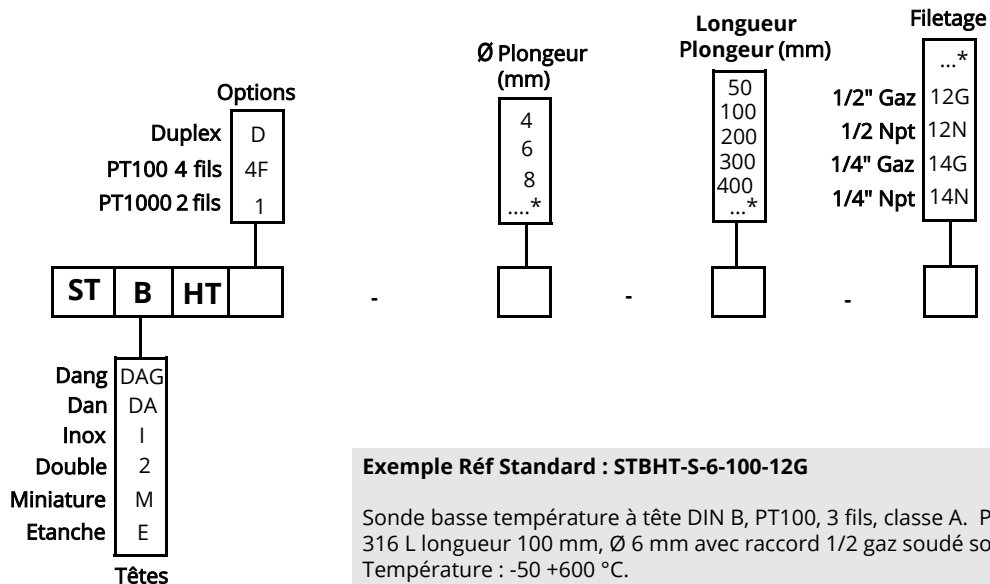 Options
Duplex D
PT100 4 fils 4F
PT1000 2 fils 1
Ø Plongeur
(mm)
4
6
8
....*
Longueur
Plongeur (mm)
50
100
200
300
400
...*
Filetage
...*
1/2" Gaz 12G
1/2 Npt 12N
1/4" Gaz 14G
1/4" Npt 14N
ST B HT - - -
Dang DAG
Dan DA
Inox I
Double 2
Miniature M
Etanche E
Têtes
Exemple Réf Standard : STBHT-S-6-100-12G
Sonde basse température à tête DIN B, PT100, 3 fils, classe A. P
316 L longueur 100 mm, Ø 6 mm avec raccord 1/2 gaz soudé so
Température : -50 +600 °C.